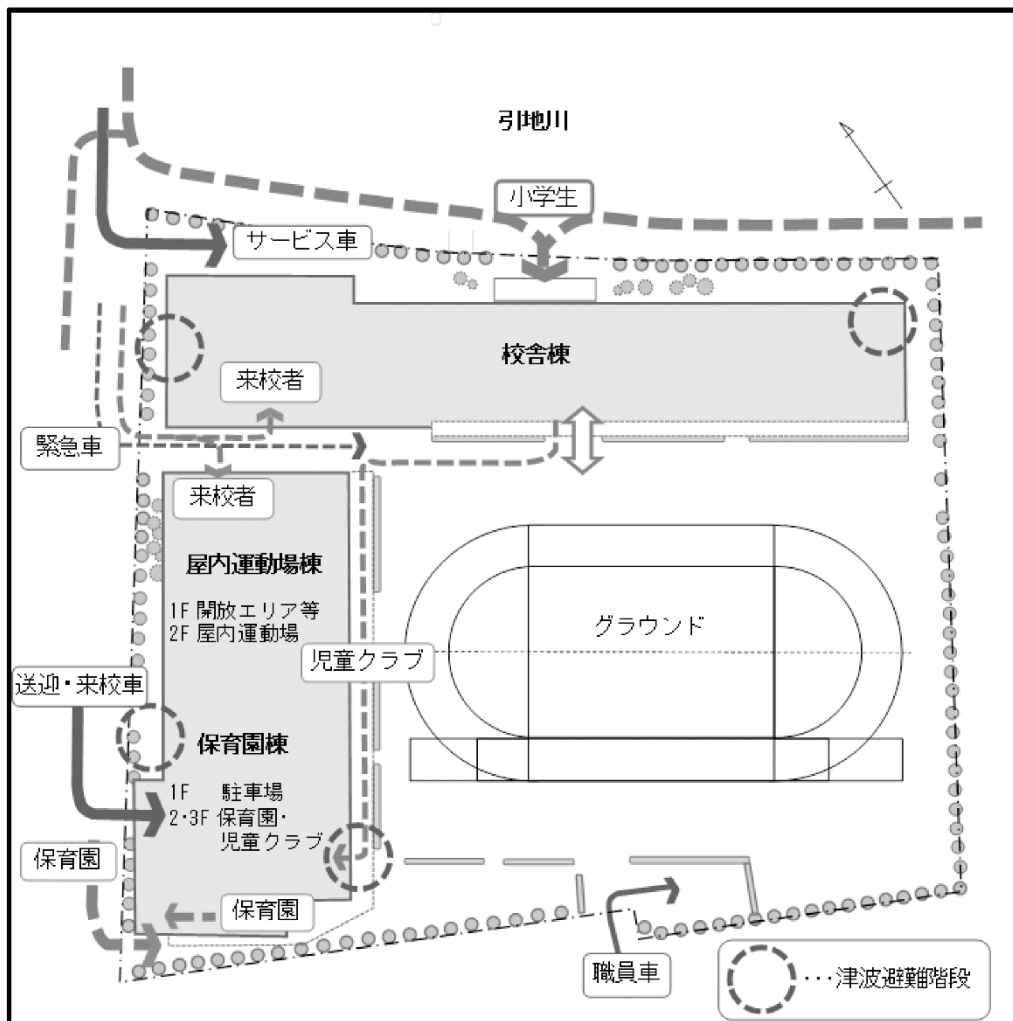 引地川
小学生
サービス車
校舎棟
来校者
緊急車
来校者
屋内運動場棟
1F 開放エリア等
2F 屋内運動場
グラウンド
児童クラブ
送迎・来校車
保育園棟
1F 駐車場
2・3F 保育園・
児童クラブ
保育園
保育園
職員車
・・・津波避難階段